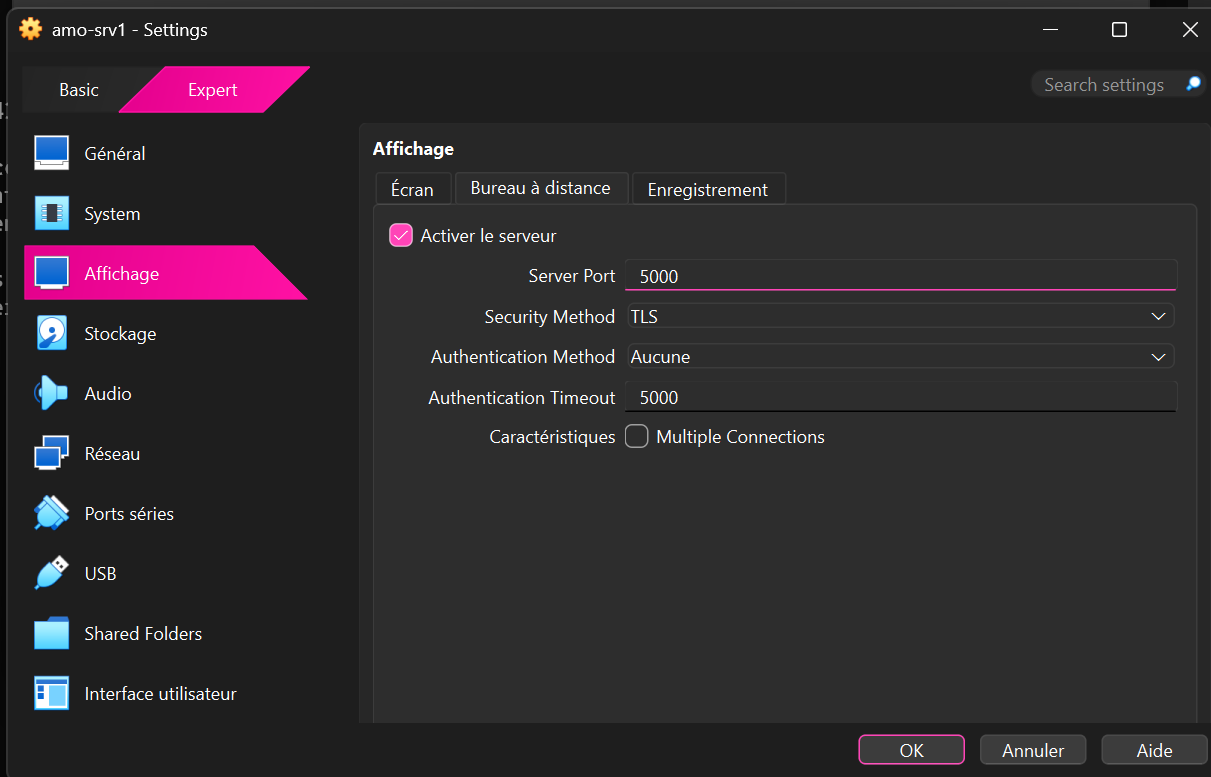 amo-srv1 - Settings
Basic
Expert
Search settings
Général
System
Affichage
Stockage
Audio
Réseau
Ports séries
USB
Shared Folders
Interface utilisateur
Affichage
Écran
Bureau à distance
Enregistrement
Activer le serveur
Server Port 5000
Security Method TLS
Authentication Method Aucune
Authentication Timeout 5000
Caractéristiques Multiple Connections
OK
Annuler
Aide